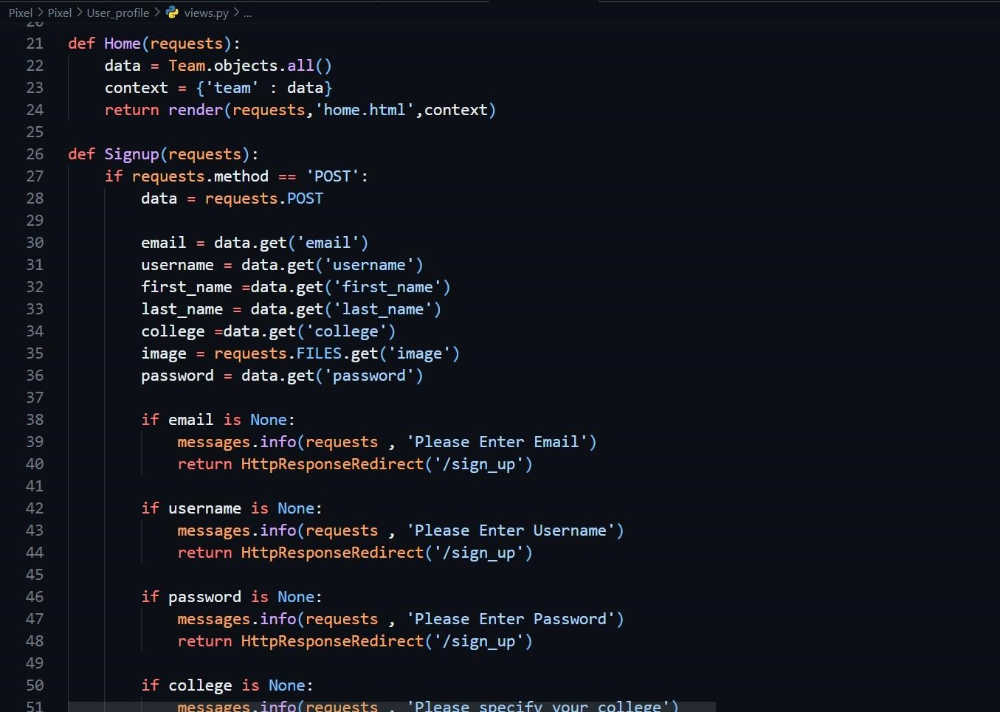 Pixel > Pixel > User_profile > views.py > ...
20
21 def Home(requests):
22     data = Team.objects.all()
23     context = {'team' : data}
24     return render(requests,'home.html',context)
25
26 def Signup(requests):
27     if requests.method == 'POST':
28         data = requests.POST
29
30         email = data.get('email')
31         username = data.get('username')
32         first_name =data.get('first_name')
33         last_name = data.get('last_name')
34         college =data.get('college')
35         image = requests.FILES.get('image')
36         password = data.get('password')
37
38         if email is None:
39             messages.info(requests , 'Please Enter Email')
40             return HttpResponseRedirect('/sign_up')
41
42         if username is None:
43             messages.info(requests , 'Please Enter Username')
44             return HttpResponseRedirect('/sign_up')
45
46         if password is None:
47             messages.info(requests , 'Please Enter Password')
48             return HttpResponseRedirect('/sign_up')
49
50         if college is None:
51             messages.info(requests , 'Please specify your college')